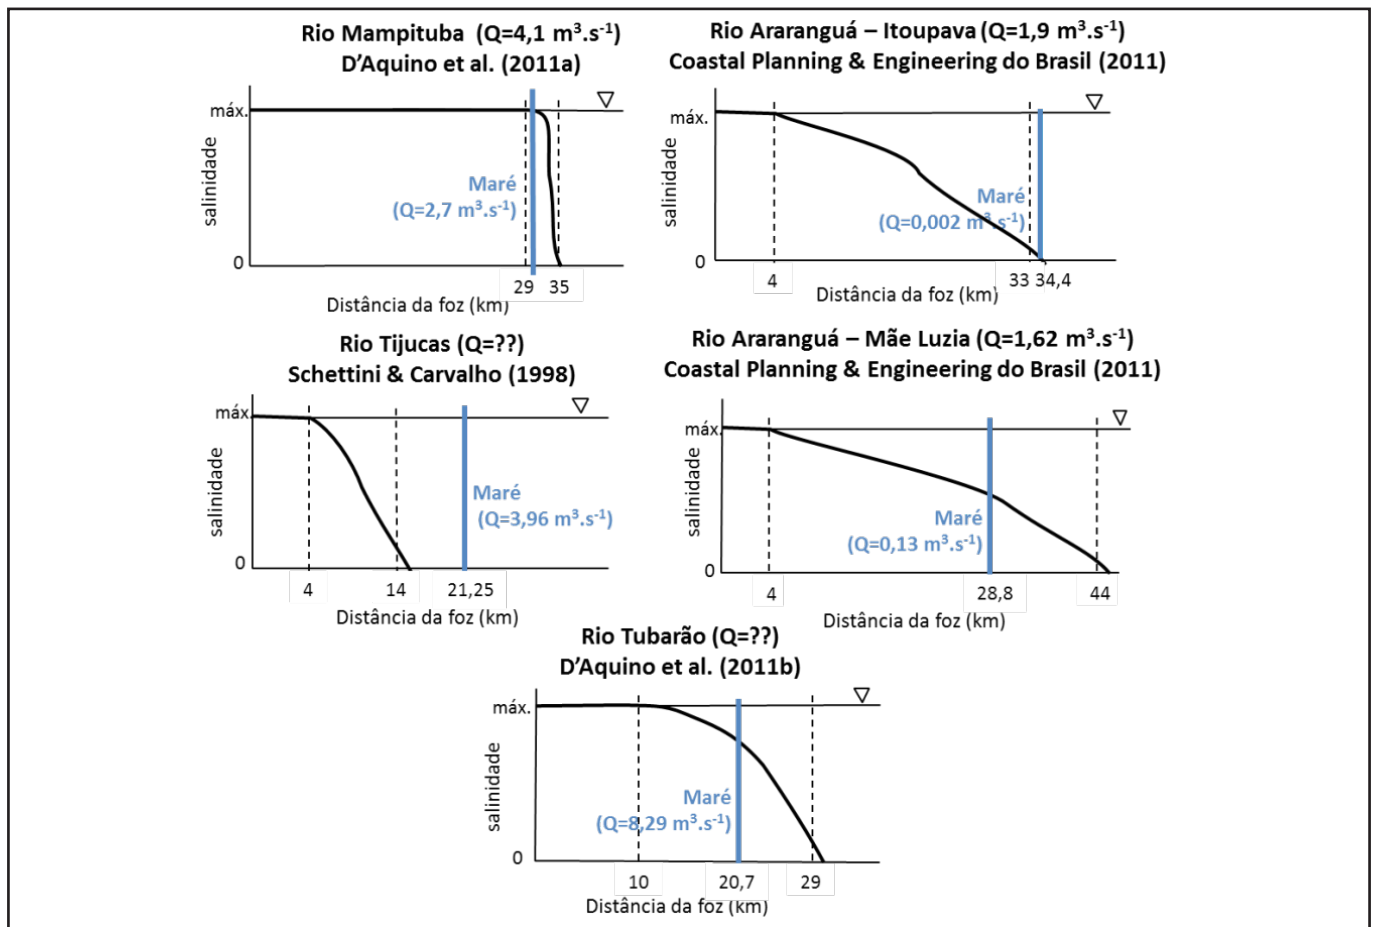 Rio Mampituba (Q=4,1 m³.s⁻¹)
D'Aquino et al. (2011a)
máx.
salinidade
Maré
(Q=2,7 m³.s⁻¹)
0
29 35
Distância da foz (km)
Rio Araranguá – Itoupava (Q=1,9 m³.s⁻¹)
Coastal Planning & Engineering do Brasil (2011)
máx.
salinidade
Maré
(Q=0,002 m³.s⁻¹)
0
4 33 34,4
Distância da foz (km)
Rio Tijucas (Q=??)
Schettini & Carvalho (1998)
máx.
salinidade
Maré
(Q=3,96 m³.s⁻¹)
0
4 14 21,25
Distância da foz (km)
Rio Araranguá – Mãe Luzia (Q=1,62 m³.s⁻¹)
Coastal Planning & Engineering do Brasil (2011)
máx.
salinidade
Maré
(Q=0,13 m³.s⁻¹)
0
4 28,8 44
Distância da foz (km)
Rio Tubarão (Q=??)
D'Aquino et al. (2011b)
máx.
salinidade
Maré
(Q=8,29 m³.s⁻¹)
0
10 20,7 29
Distância da foz (km)